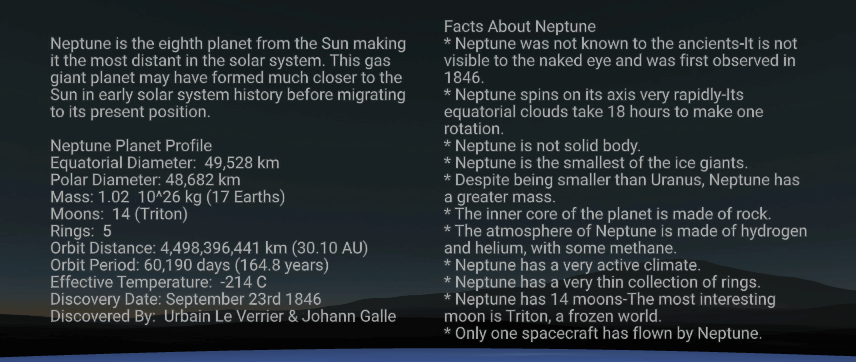 Neptune is the eighth planet from the Sun making
it the most distant in the solar system. This gas
giant planet may have formed much closer to the
Sun in early solar system history before migrating
to its present position.
Neptune Planet Profile
Equatorial Diameter: 49,528 km
Polar Diameter: 48,682 km
Mass: 1.02 10^26 kg (17 Earths)
Moons: 14 (Triton)
Rings: 5
Orbit Distance: 4,498,396,441 km (30.10 AU)
Orbit Period: 60,190 days (164.8 years)
Effective Temperature: -214 C
Discovery Date: September 23rd 1846
Discovered By: Urbain Le Verrier & Johann Galle
Facts About Neptune
* Neptune was not known to the ancients-It is not
visible to the naked eye and was first observed in
1846.
* Neptune spins on its axis very rapidly-Its
equatorial clouds take 18 hours to make one
rotation.
* Neptune is not solid body.
* Neptune is the smallest of the ice giants.
* Despite being smaller than Uranus, Neptune has
a greater mass.
* The inner core of the planet is made of rock.
* The atmosphere of Neptune is made of hydrogen
and helium, with some methane.
* Neptune has a very active climate.
* Neptune has a very thin collection of rings.
* Neptune has 14 moons-The most interesting
moon is Triton, a frozen world.
* Only one spacecraft has flown by Neptune.